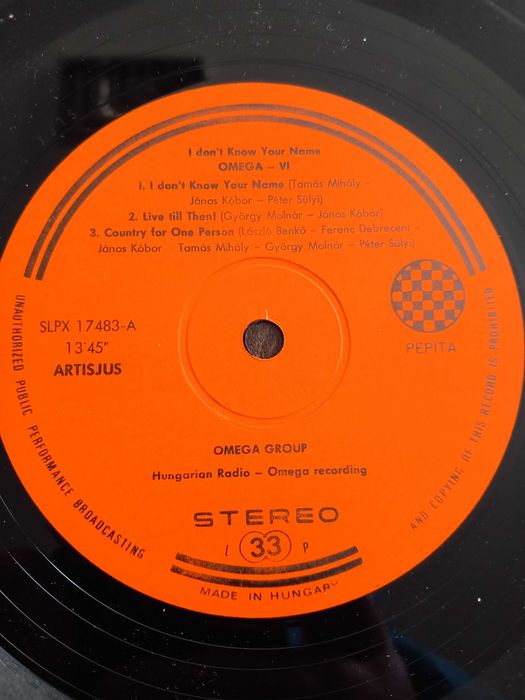 I don't Know Your Name
OMEGA – VI
1. I don't Know Your Name (Tamás Mihály –
János Kóbor – Péter Sülyi)
2. Live till Then! (György Molnár – János Kóbor)
3. Country for One Person (László Benkő – Ferenc Debreceni –
János Kóbor – Tamás Mihály – György Molnár – Péter Sülyi)
SLPX 17483-A
13'45"
ARTISJUS
PEPITA
OMEGA GROUP
Hungarian Radio – Omega recording
STEREO
L 33 P
MADE IN HUNGARY
UNAUTHORIZED PUBLIC PERFORMANCE BROADCASTING
AND COPYING OF THIS RECORD IS PROHIBITED